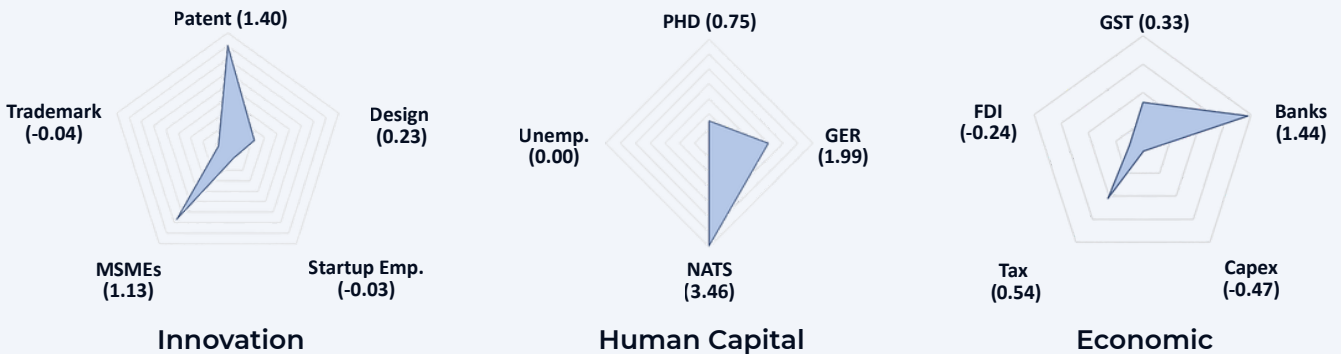 Patent (1.40)
Trademark
(-0.04)
Design
(0.23)
MSMEs
(1.13)
Startup Emp.
(-0.03)
Innovation
PHD (0.75)
Unemp.
(0.00)
GER
(1.99)
NATS
(3.46)
Human Capital
GST (0.33)
FDI
(-0.24)
Banks
(1.44)
Tax
(0.54)
Capex
(-0.47)
Economic